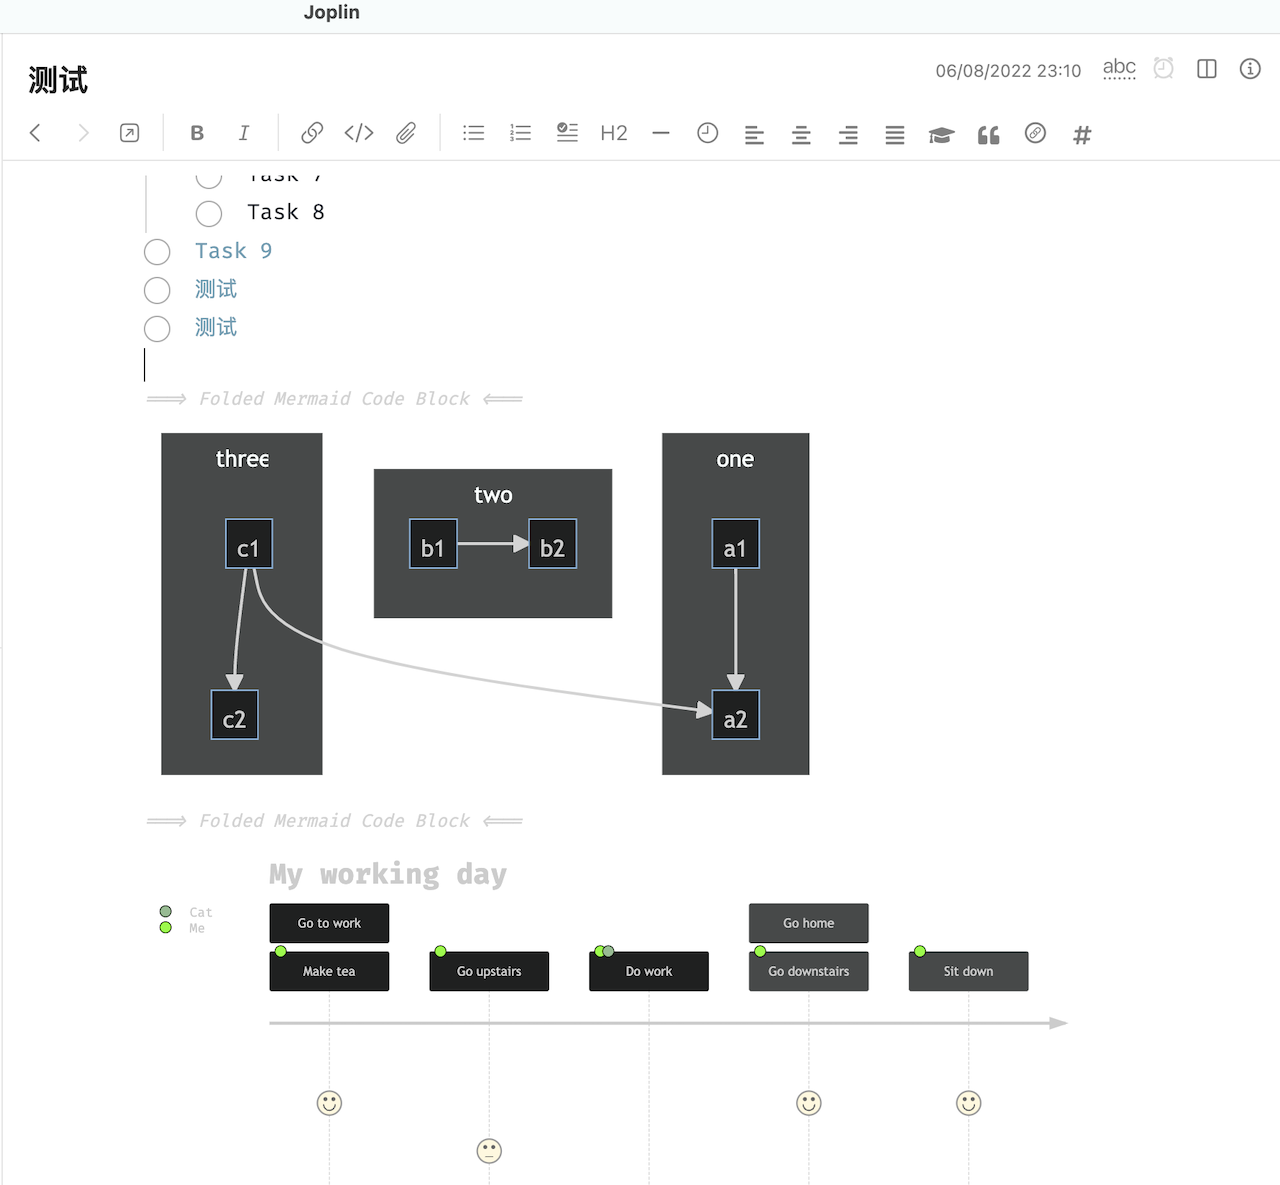 Joplin
测试
06/08/2022 23:10
abc
B I </> H2 #
Task 7
Task 8
Task 9
测试
测试
==> Folded Mermaid Code Block <==
three
two
one
c1
b1
b2
a1
c2
a2
==> Folded Mermaid Code Block <==
My working day
Cat
Me
Go to work
Go home
Make tea
Go upstairs
Do work
Go downstairs
Sit down